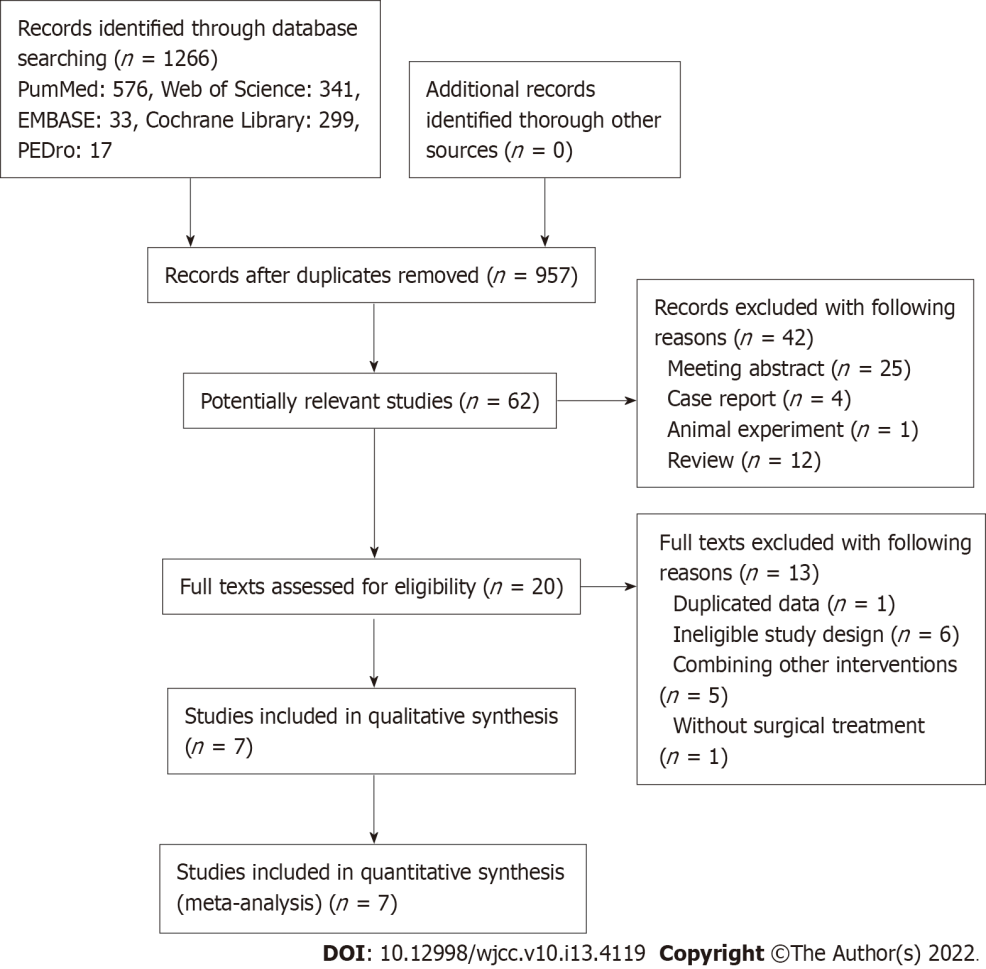 Records identified through database
searching (n = 1266)
PumMed: 576, Web of Science: 341,
EMBASE: 33, Cochrane Library: 299,
PEDro: 17
Additional records
identified thorough other
sources (n = 0)
Records after duplicates removed (n = 957)
Records excluded with following
reasons (n = 42)
Meeting abstract (n = 25)
Case report (n = 4)
Animal experiment (n = 1)
Review (n = 12)
Potentially relevant studies (n = 62)
Full texts excluded with following
reasons (n = 13)
Duplicated data (n = 1)
Ineligible study design (n = 6)
Combining other interventions
(n = 5)
Without surgical treatment
(n = 1)
Full texts assessed for eligibility (n = 20)
Studies included in qualitative synthesis
(n = 7)
Studies included in quantitative synthesis
(meta-analysis) (n = 7)
DOI: 10.12998/wjcc.v10.i13.4119 Copyright ©The Author(s) 2022.